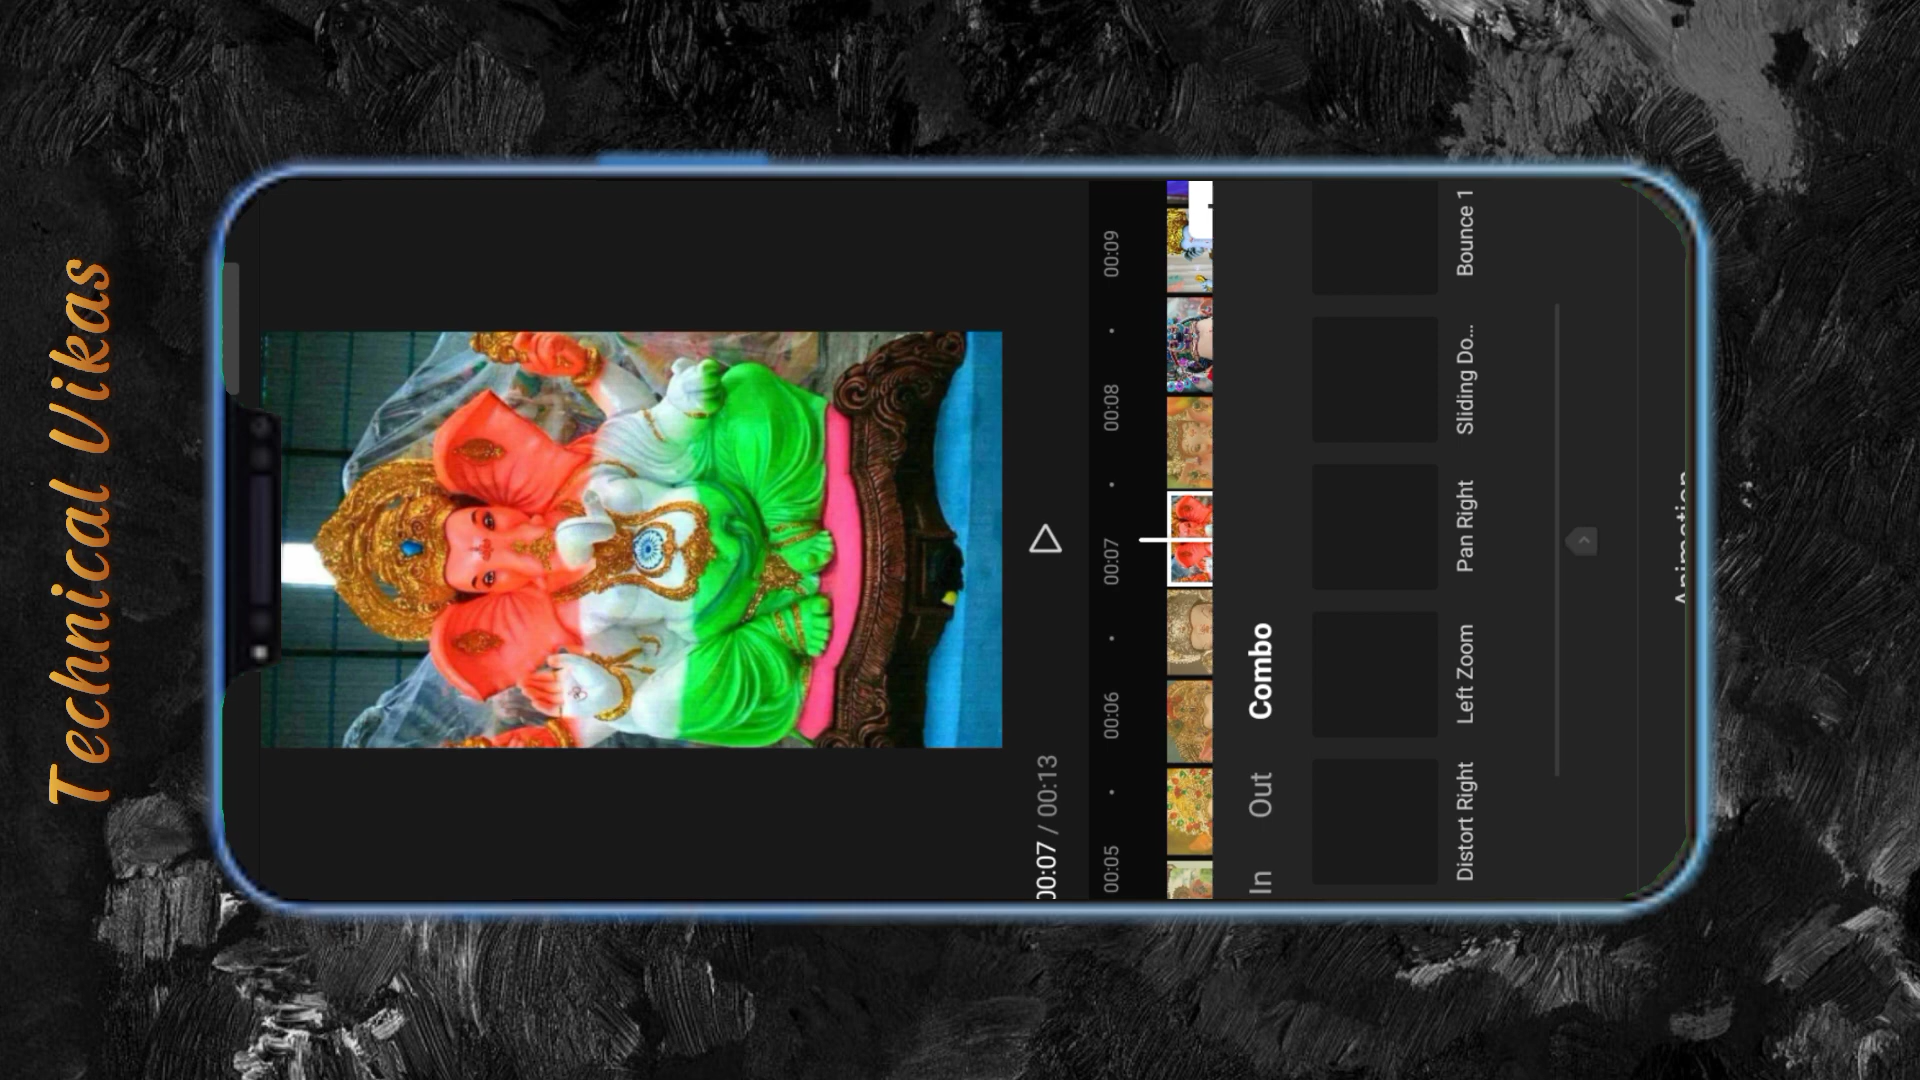 Technical Vikas
00:07 / 00:13
00:05
00:06
00:07
00:08
00:09
In
Out
Combo
Distort Right
Left Zoom
Pan Right
Sliding Do...
Bounce 1
Animation